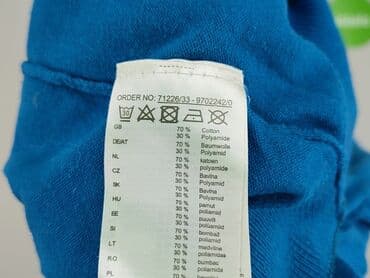 ORDER NO: 71226/33 - 9702242/0
30
GB 70 % Cotton
30 % Polyamide
DE/AT 70 % Baumwolle
30 % Polyamid
NL 70 % katoen
30 % polyamide
CZ 70 % Bavlna
30 % Polyamid
SK 70 % Bavlna
30 % Polyamid
HU 70 % pamut
30 % poliamid
EE 70 % puuvill
30 % polüamiid
SI 70 % bombaž
30 % poliamid
LT 70 % medvilnė
30 % poliamidas
RO 70 % bumbac
30 % poliamidă
PL 70 %